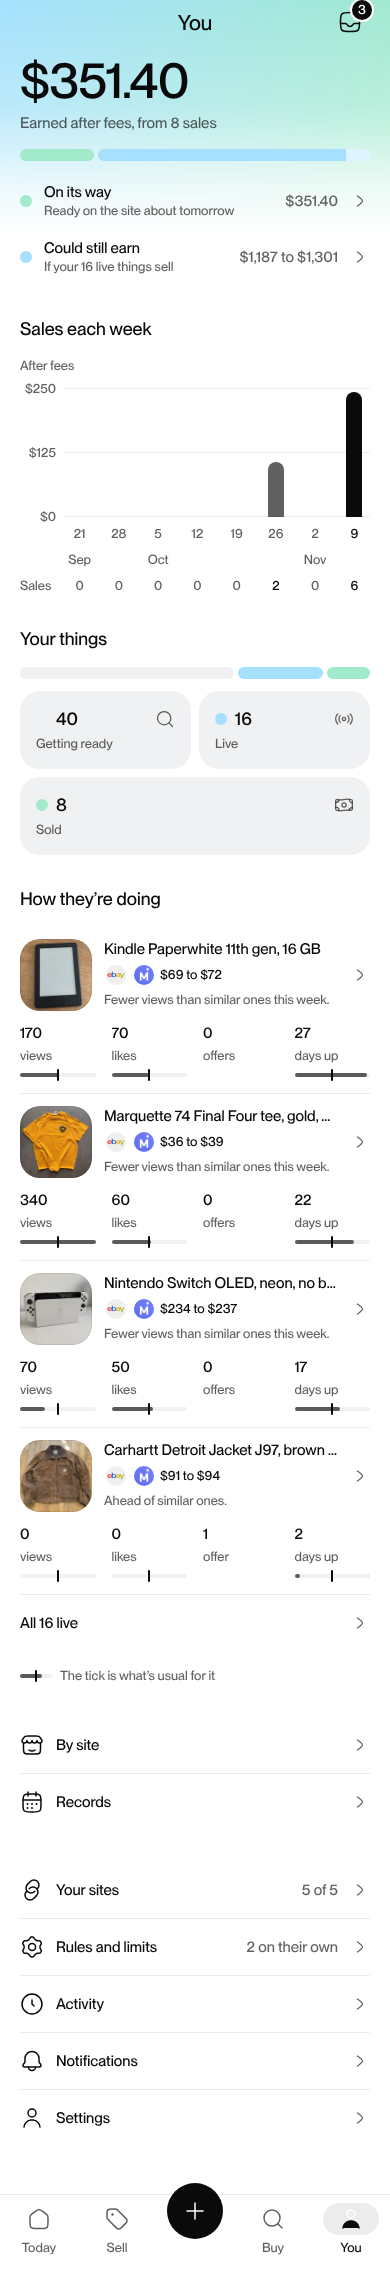 You
3
$351.40
Earned after fees, from 8 sales
On its way
Ready on the site about tomorrow
$351.40
Could still earn
If your 16 live things sell
$1,187 to $1,301
Sales each week
After fees
$250
$125
$0
21 28 5 12 19 26 2 9
Sep Oct Nov
Sales 0 0 0 0 0 2 0 6
Your things
40
Getting ready
16
Live
8
Sold
How they're doing
Kindle Paperwhite 11th gen, 16 GB
ebay M $69 to $72
Fewer views than similar ones this week.
170 70 0 27
views likes offers days up
Marquette 74 Final Four tee, gold, ...
ebay M $36 to $39
Fewer views than similar ones this week.
340 60 0 22
views likes offers days up
Nintendo Switch OLED, neon, no b...
ebay M $234 to $237
Fewer views than similar ones this week.
70 50 0 17
views likes offers days up
Carhartt Detroit Jacket J97, brown ...
ebay M $91 to $94
Ahead of similar ones.
0 0 1 2
views likes offer days up
All 16 live
The tick is what's usual for it
By site
Records
Your sites 5 of 5
Rules and limits 2 on their own
Activity
Notifications
Settings
Today Sell Buy You